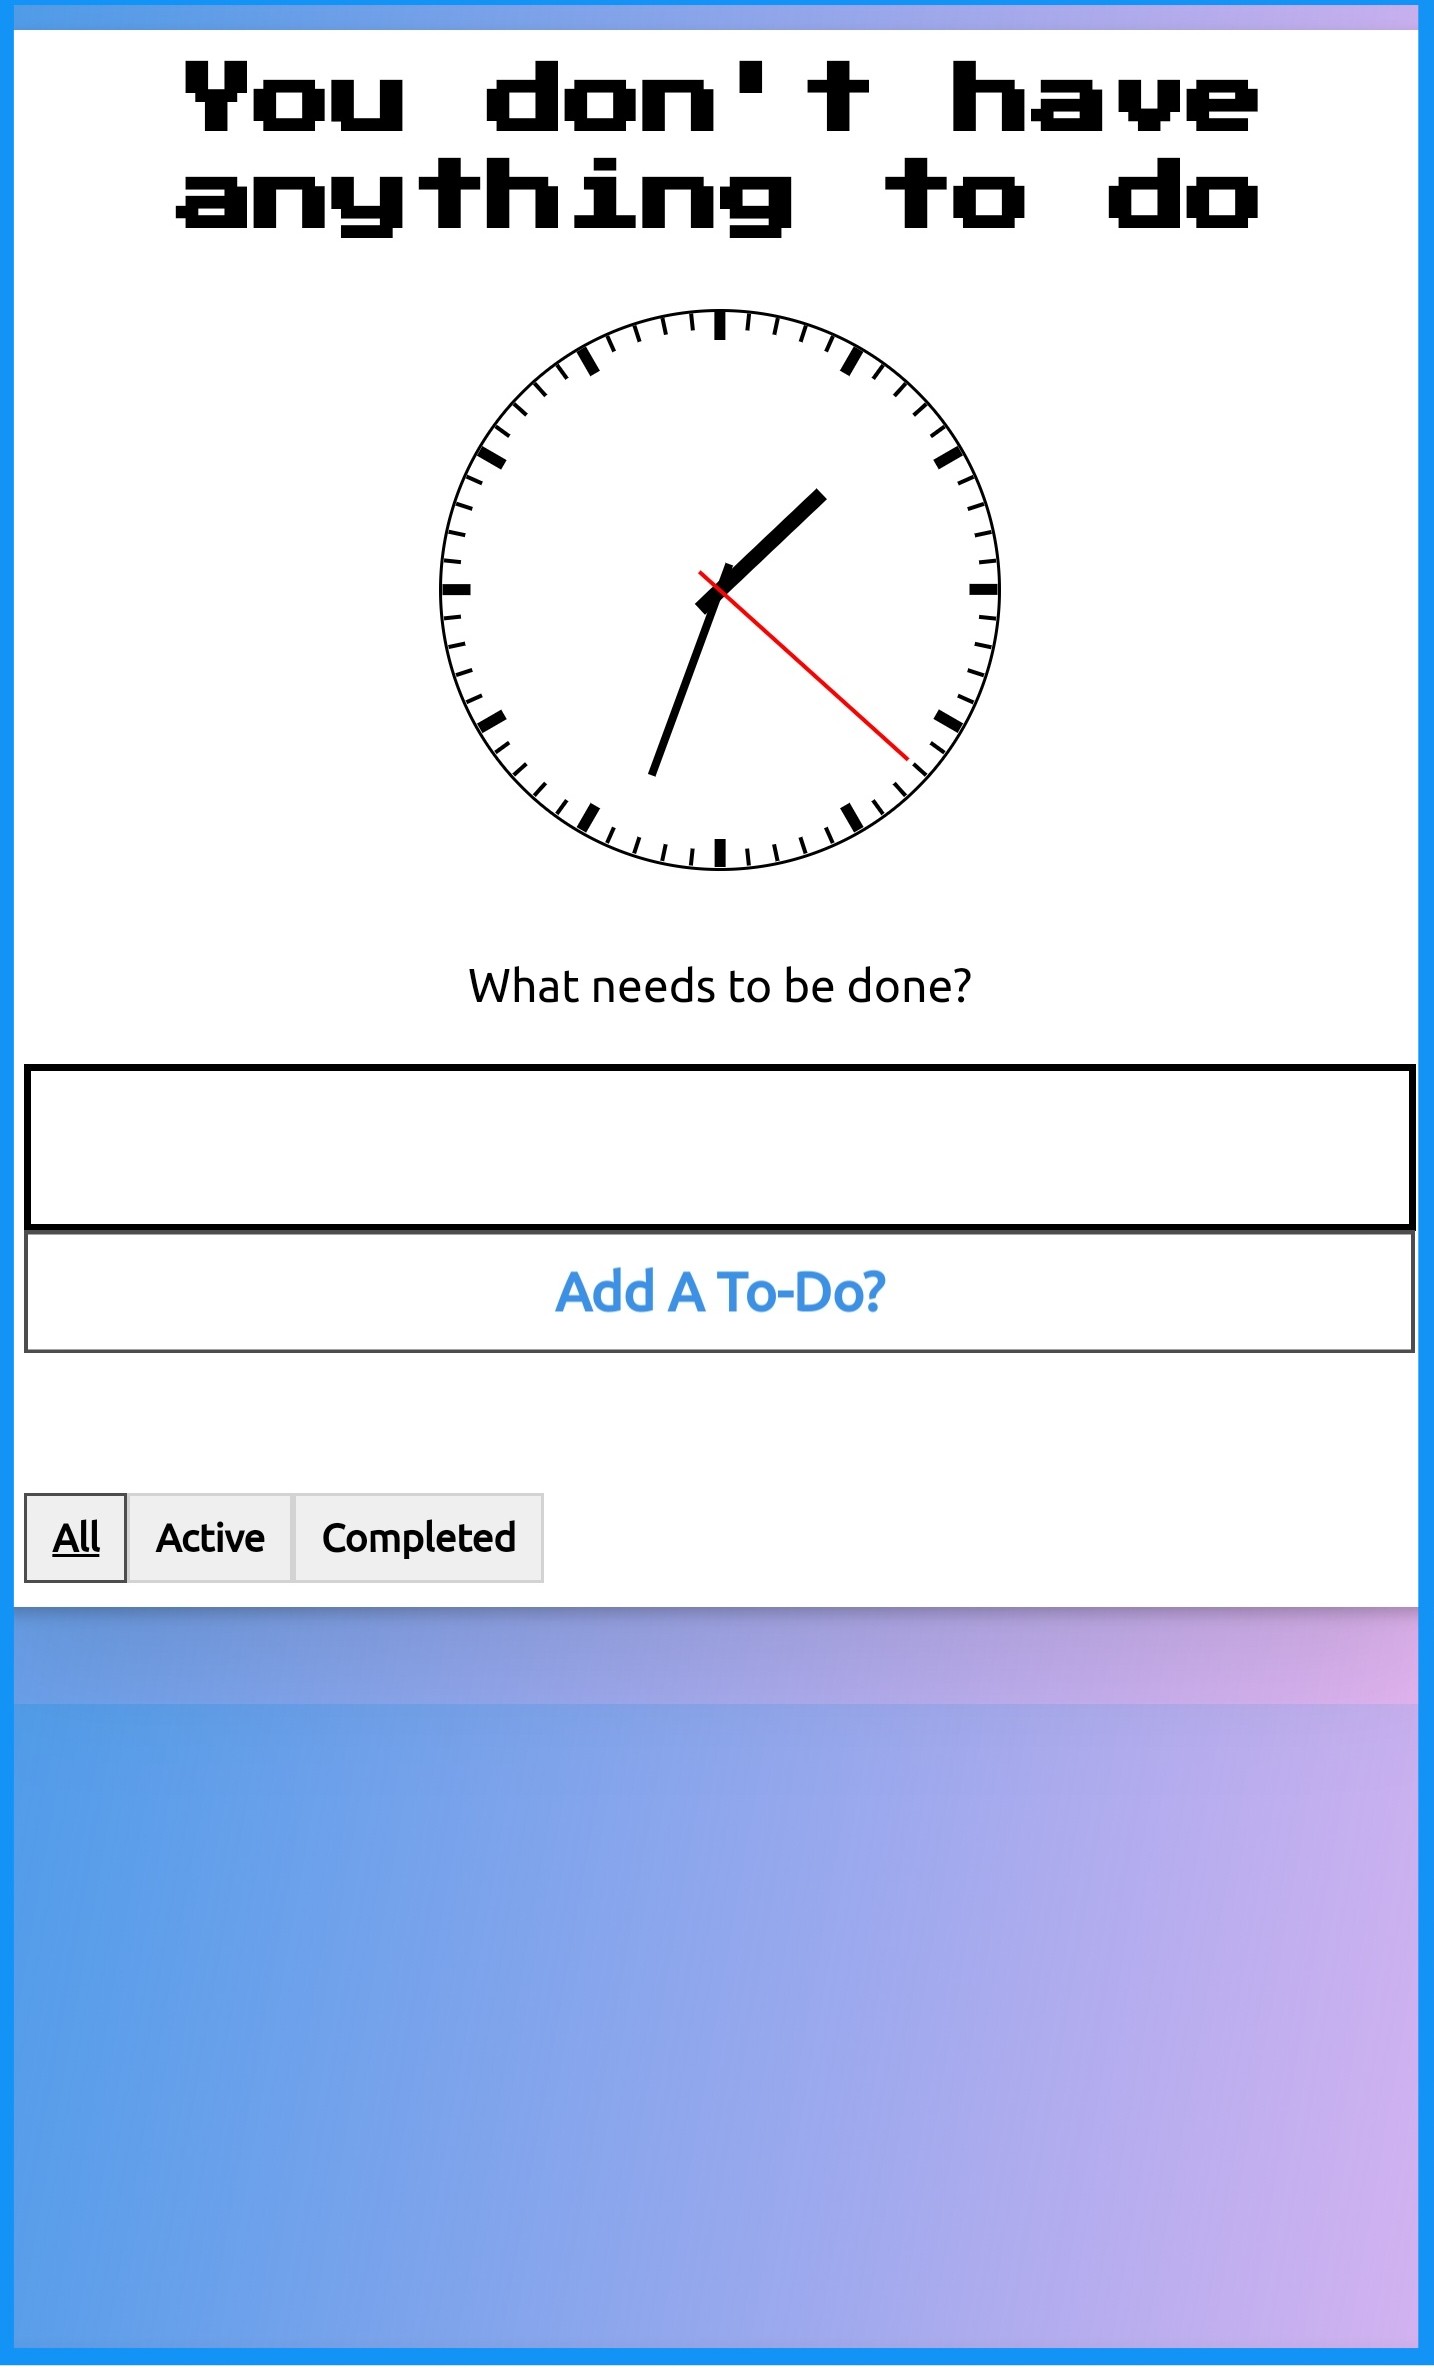 You don't have
anything to do
What needs to be done?
Add A To-Do?
All Active Completed